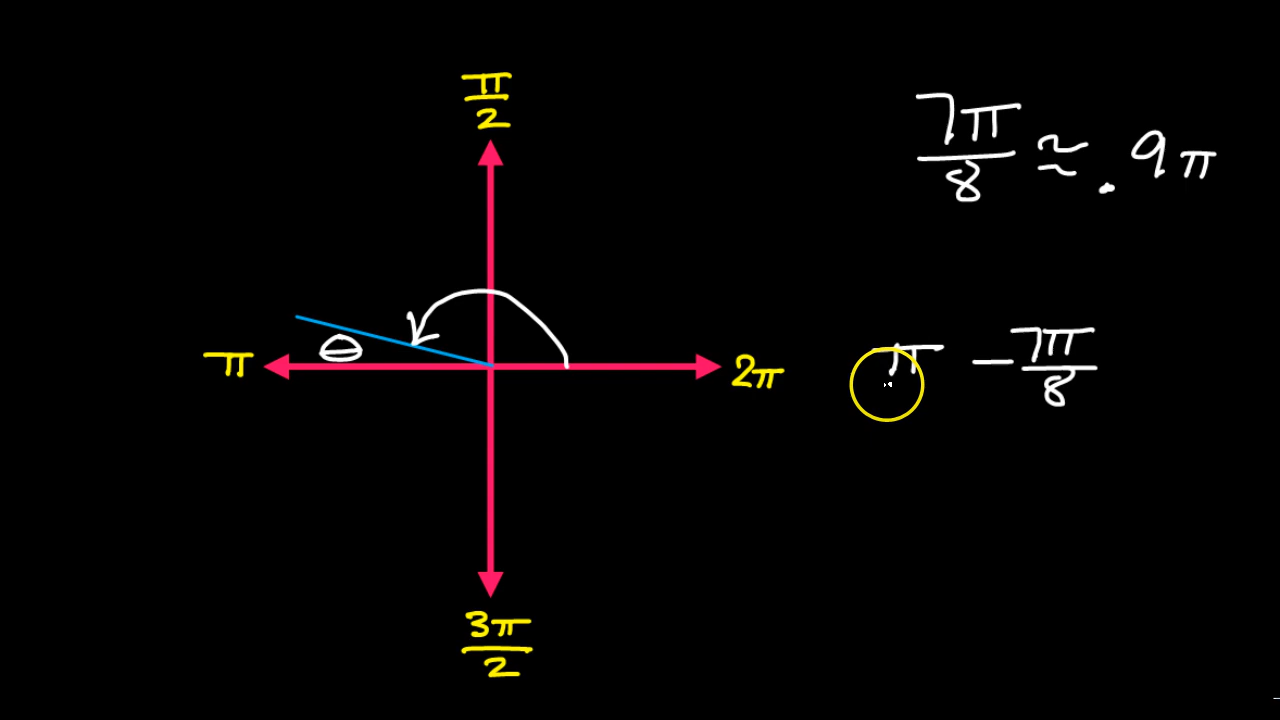 π/2
7π/8 ≈ .9π
θ
π
2π
π - 7π/8
3π/2